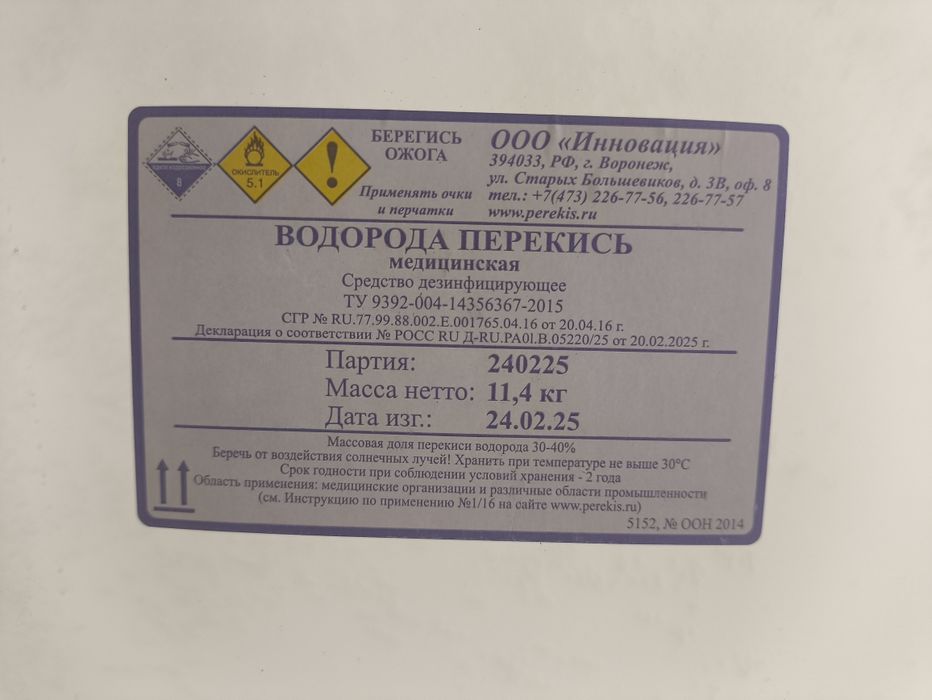 8
ОКИСЛИТЕЛЬ
5.1
БЕРЕГИСЬ
ОЖОГА
Применять очки
и перчатки
ООО «Инновация»
394033, РФ, г. Воронеж,
ул. Старых Большевиков, д. 3В, оф. 8
тел.: +7(473) 226-77-56, 226-77-57
www.perekis.ru
ВОДОРОДА ПЕРЕКИСЬ
медицинская
Средство дезинфицирующее
ТУ 9392-004-14356367-2015
СГР № RU.77.99.88.002.Е.001765.04.16 от 20.04.16 г.
Декларация о соответствии № РОСС RU Д-RU.РА01.В.05220/25 от 20.02.2025 г.
Партия: 240225
Масса нетто: 11,4 кг
Дата изг.: 24.02.25
Массовая доля перекиси водорода 30-40%
Беречь от воздействия солнечных лучей! Хранить при температуре не выше 30°С
Срок годности при соблюдении условий хранения - 2 года
Область применения: медицинские организации и различные области промышленности
(см. Инструкцию по применению №1/16 на сайте www.perekis.ru)
5152, № ООН 2014